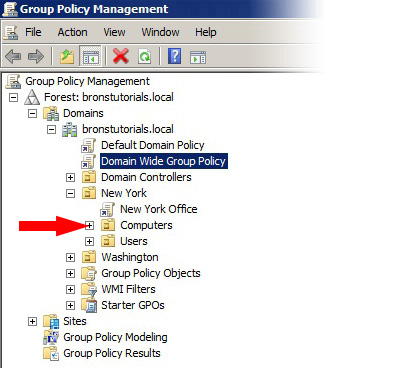 Group Policy Management
File Action View Window Help
Group Policy Management
Forest: bronstutorials.local
Domains
bronstutorials.local
Default Domain Policy
Domain Wide Group Policy
Domain Controllers
New York
New York Office
Computers
Users
Washington
Group Policy Objects
WMI Filters
Starter GPOs
Sites
Group Policy Modeling
Group Policy Results